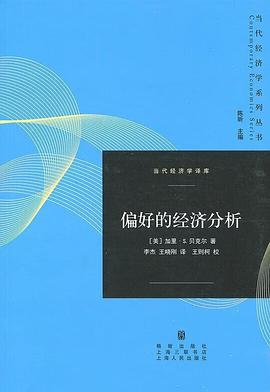 当代经济学系列丛书
Contemporary Economics Series
陈昕 主编
当代经济学译库
偏好的经济分析
[美] 加里·S. 贝克尔 著
李杰 王晓刚 译 王则柯 校
格致出版社
上海三联书店
上海人民出版社